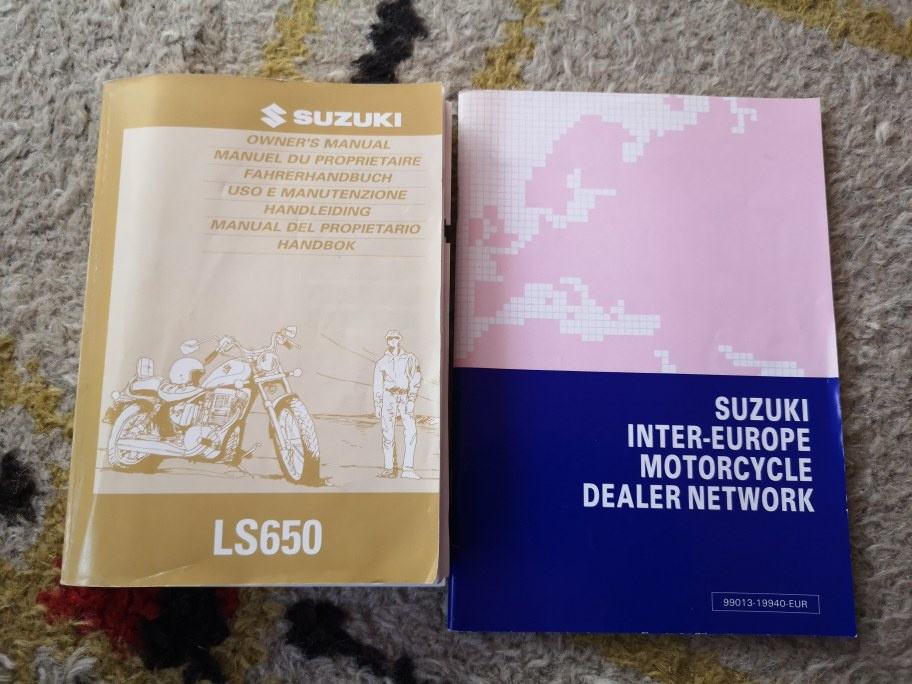 SUZUKI
OWNER'S MANUAL
MANUEL DU PROPRIETAIRE
FAHRERHANDBUCH
USO E MANUTENZIONE
HANDLEIDING
MANUAL DEL PROPIETARIO
HANDBOK
LS650
SUZUKI
INTER-EUROPE
MOTORCYCLE
DEALER NETWORK
99013-19940-EUR